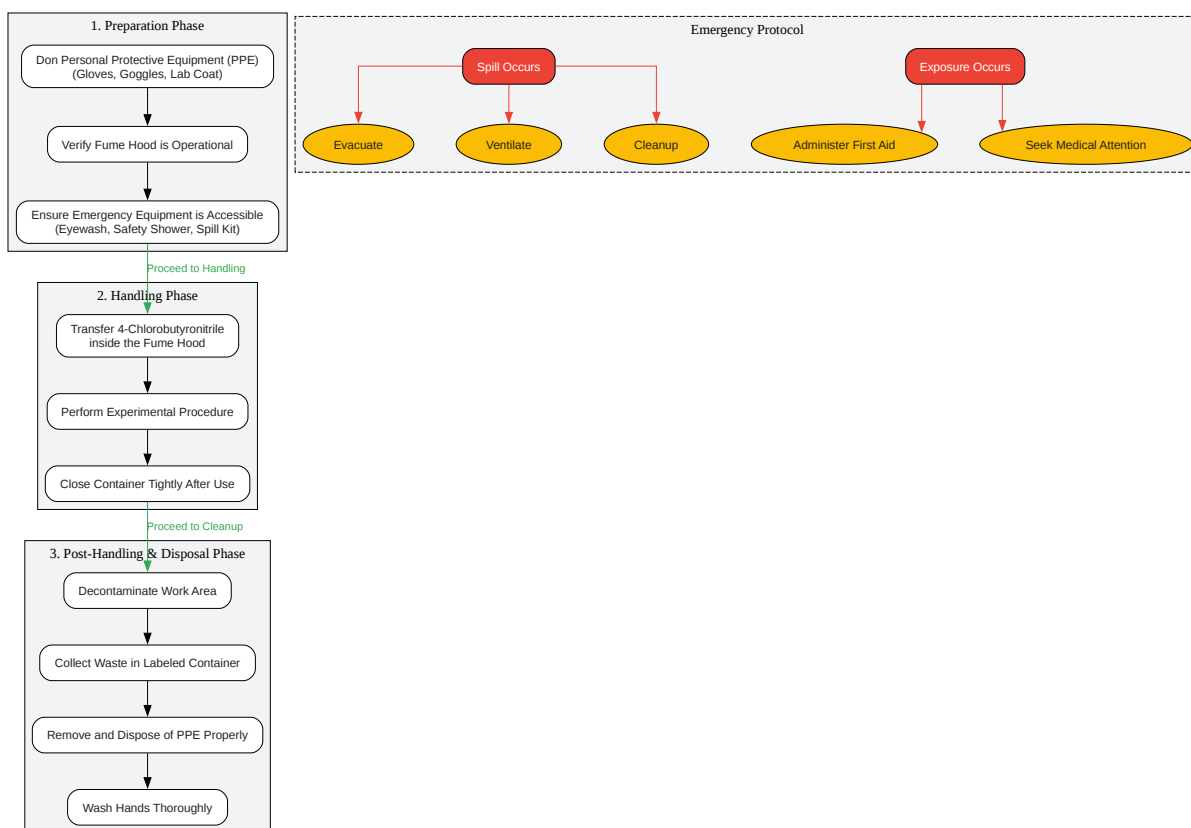 1. Preparation Phase
Don Personal Protective Equipment (PPE)
(Gloves, Goggles, Lab Coat)
Verify Fume Hood is Operational
Ensure Emergency Equipment is Accessible
(Eyewash, Safety Shower, Spill Kit)
Proceed to Handling
2. Handling Phase
Transfer 4-Chlorobutyronitrile
inside the Fume Hood
Perform Experimental Procedure
Close Container Tightly After Use
Proceed to Cleanup
3. Post-Handling & Disposal Phase
Decontaminate Work Area
Collect Waste in Labeled Container
Remove and Dispose of PPE Properly
Wash Hands Thoroughly
Emergency Protocol
Spill Occurs
Exposure Occurs
Evacuate
Ventilate
Cleanup
Administer First Aid
Seek Medical Attention